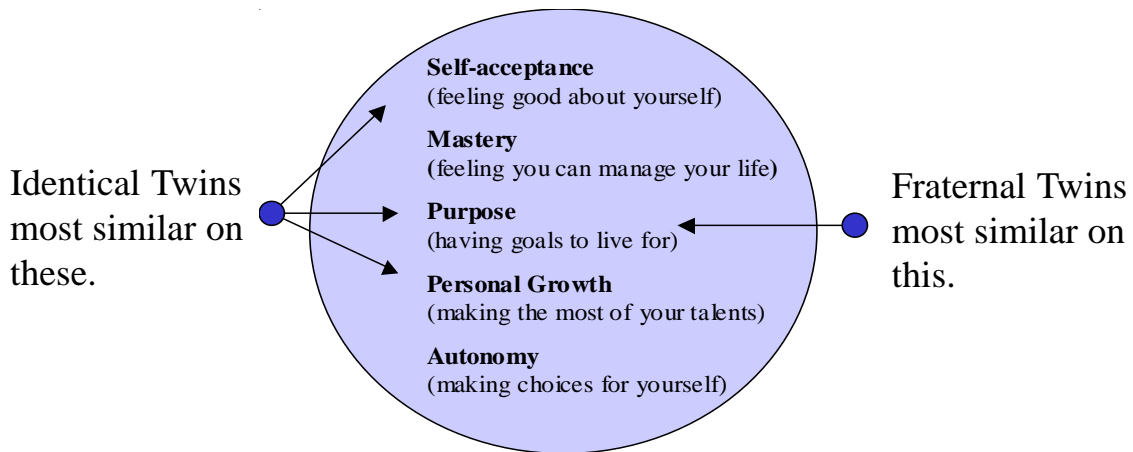 Identical Twins
most similar on
these.
Self-acceptance
(feeling good about yourself)
Mastery
(feeling you can manage your life)
Purpose
(having goals to live for)
Personal Growth
(making the most of your talents)
Autonomy
(making choices for yourself)
Fraternal Twins
most similar on
this.